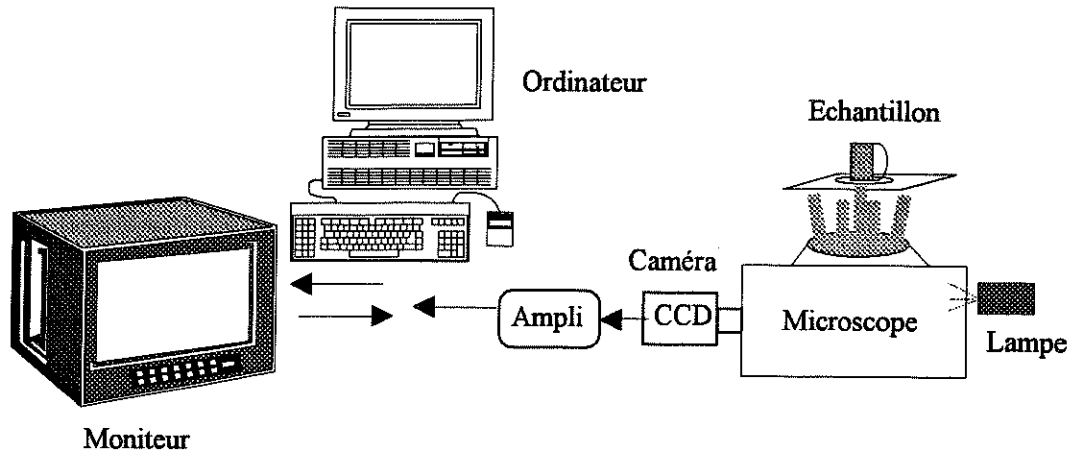 Ordinateur
Echantillon
Caméra
Ampli
CCD
Microscope
Lampe
Moniteur